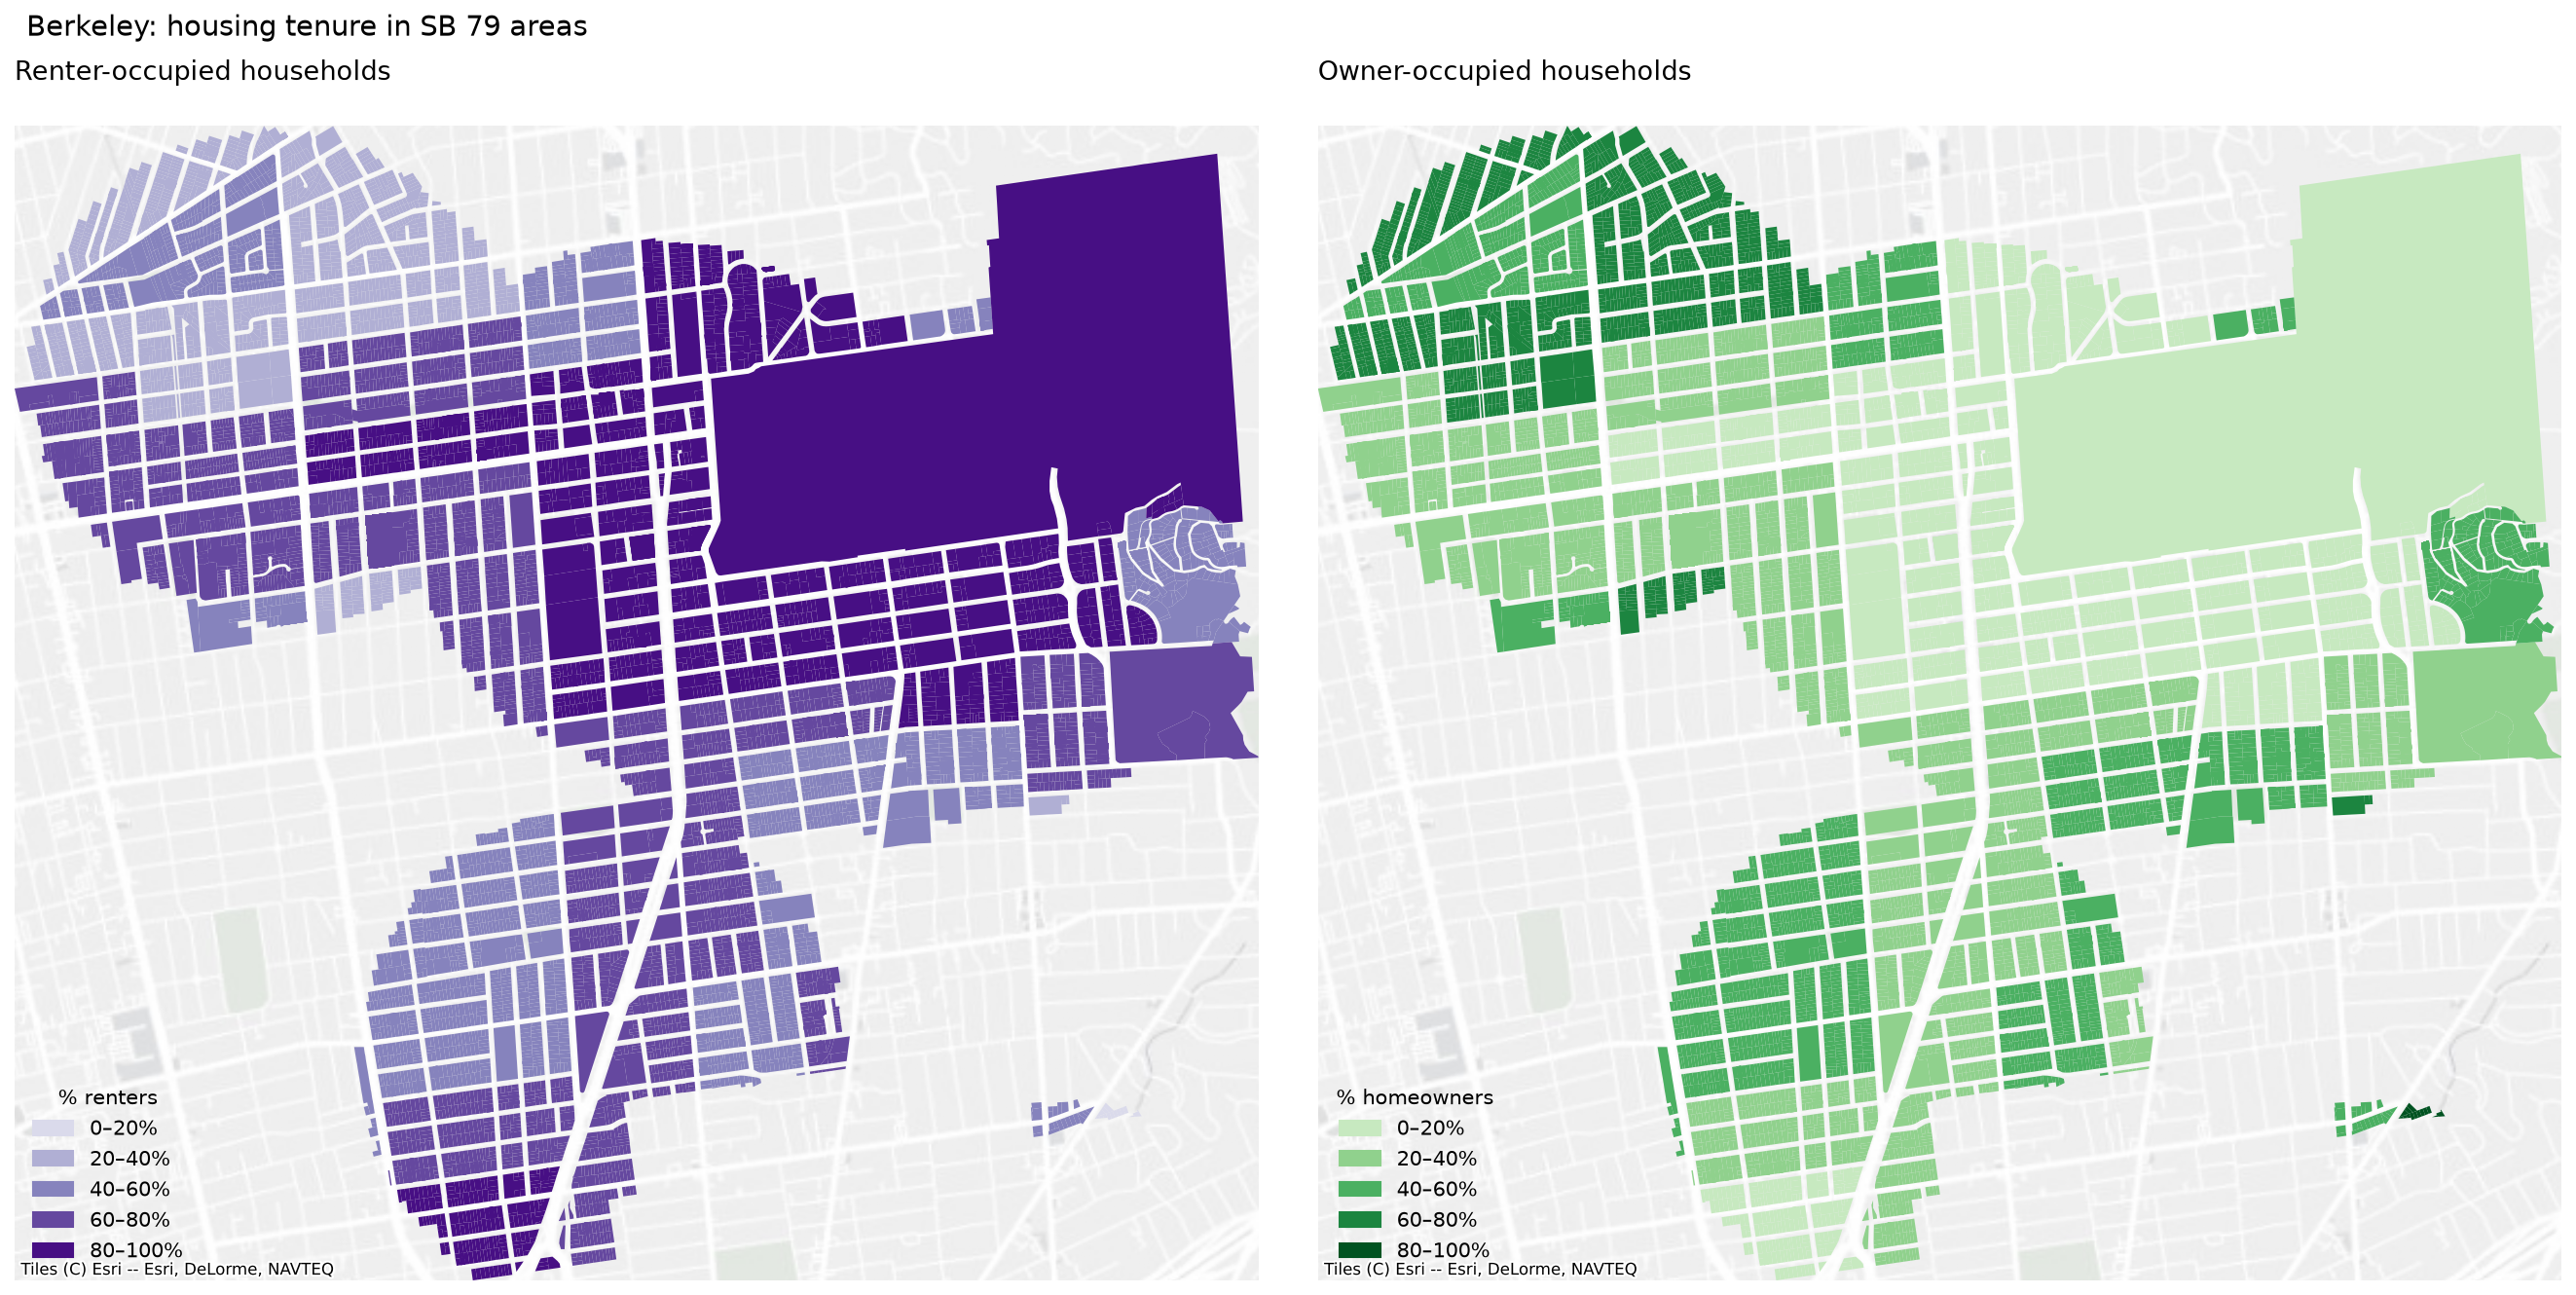 Berkeley: housing tenure in SB 79 areas
Renter-occupied households
Owner-occupied households
% renters
0–20%
20–40%
40–60%
60–80%
80–100%
Tiles (C) Esri -- Esri, DeLorme, NAVTEQ
% homeowners
0–20%
20–40%
40–60%
60–80%
80–100%
Tiles (C) Esri -- Esri, DeLorme, NAVTEQ